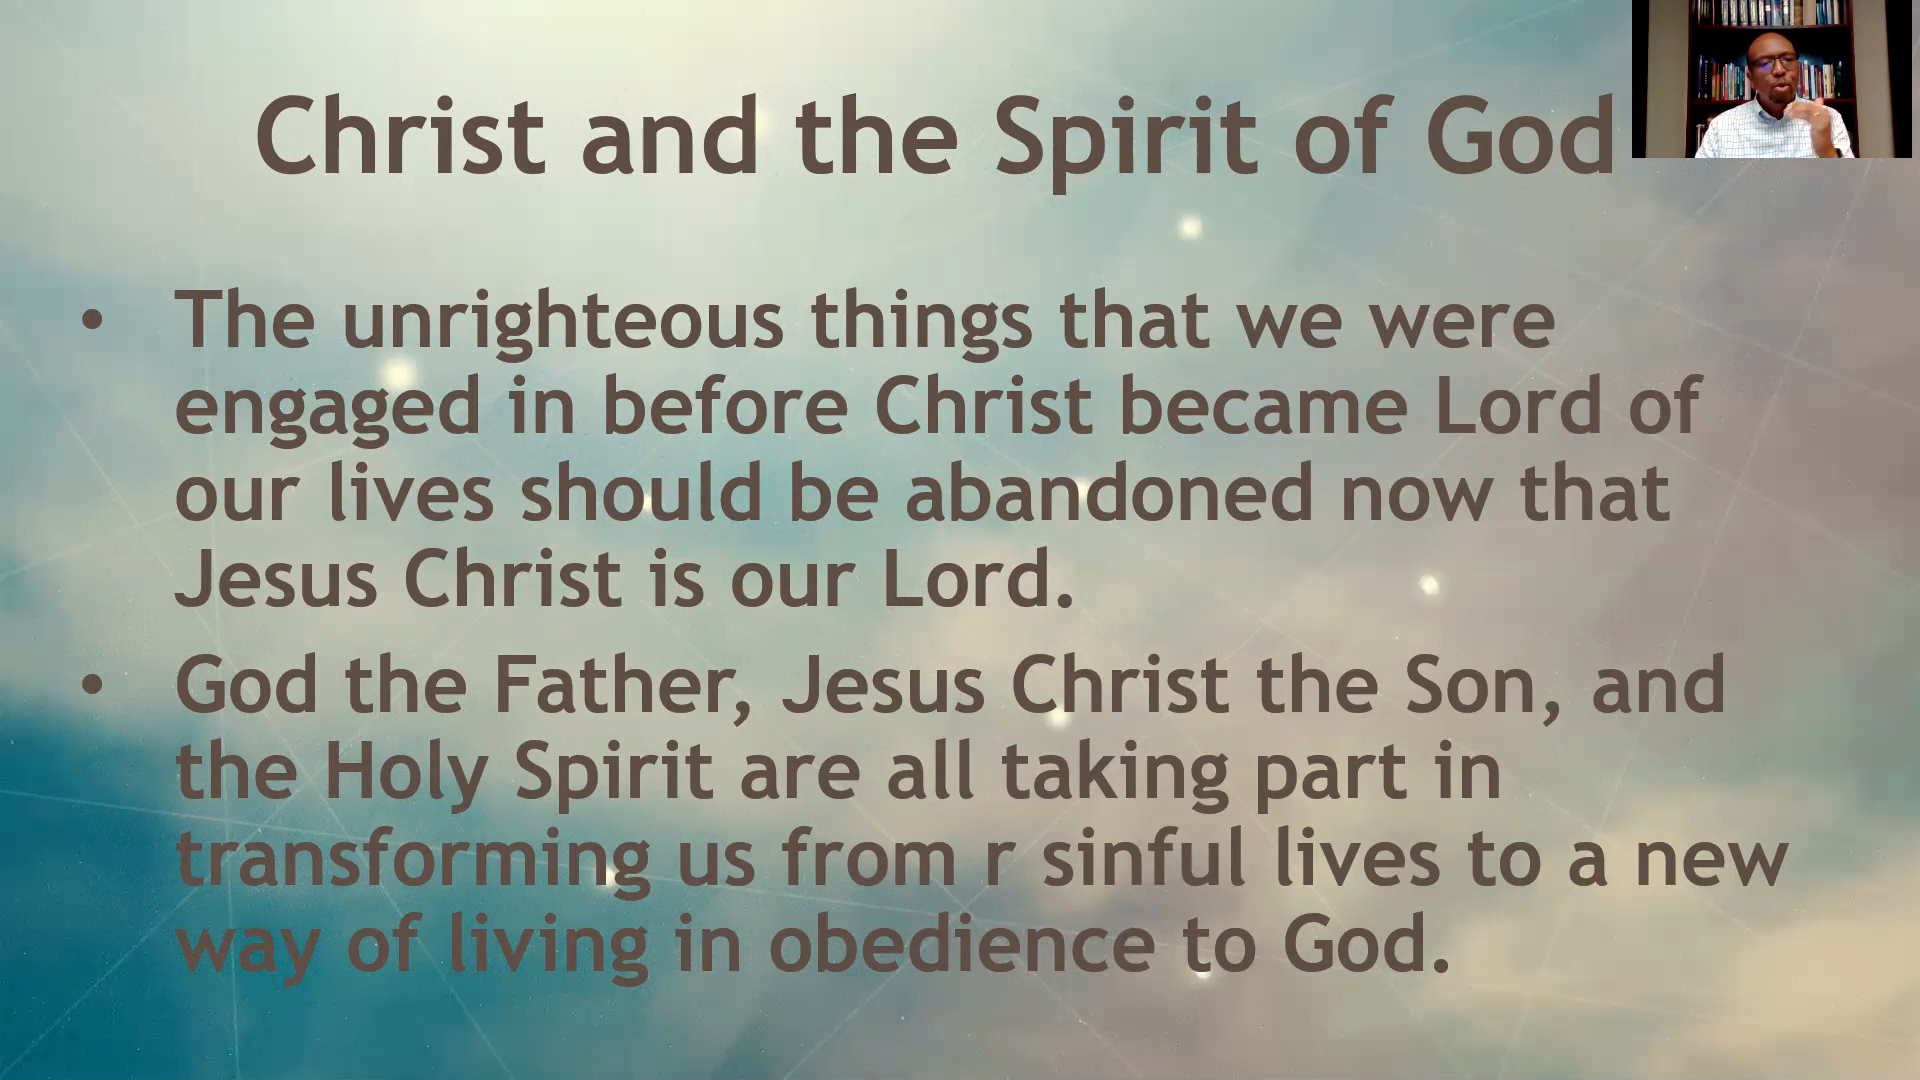 Christ and the Spirit of God
• The unrighteous things that we were
engaged in before Christ became Lord of
our lives should be abandoned now that
Jesus Christ is our Lord.
• God the Father, Jesus Christ the Son, and
the Holy Spirit are all taking part in
transforming us from r sinful lives to a new
way of living in obedience to God.